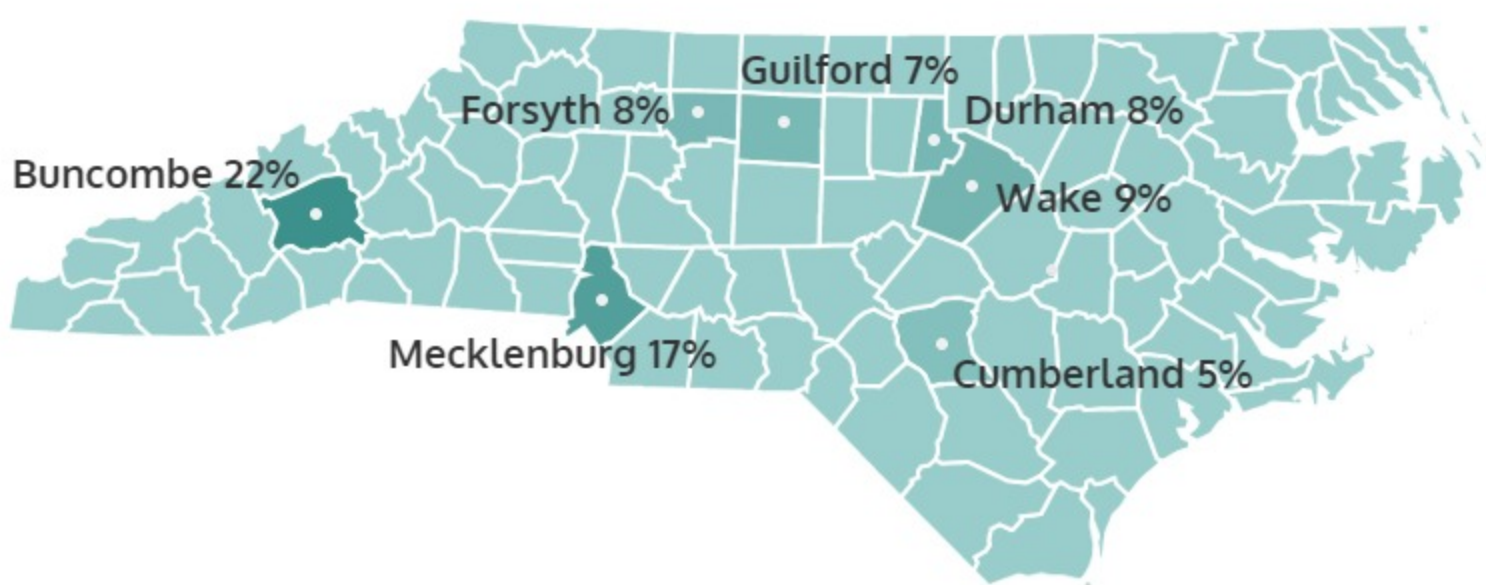 Guilford 7%
Forsyth 8%
Durham 8%
Buncombe 22%
Wake 9%
Mecklenburg 17%
Cumberland 5%